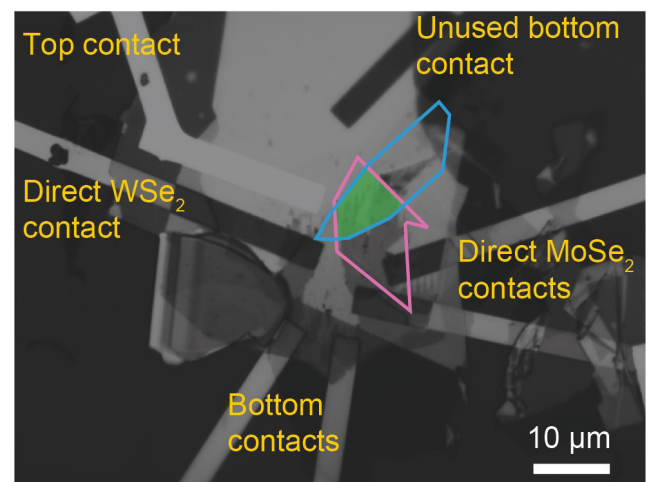 Top contact
Unused bottom
contact
Direct WSe₂
contact
Direct MoSe₂
contacts
Bottom
contacts
10 μm